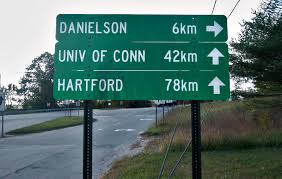 DANIELSON 6km →
UNIV OF CONN 42km ↑
HARTFORD 78km ↑